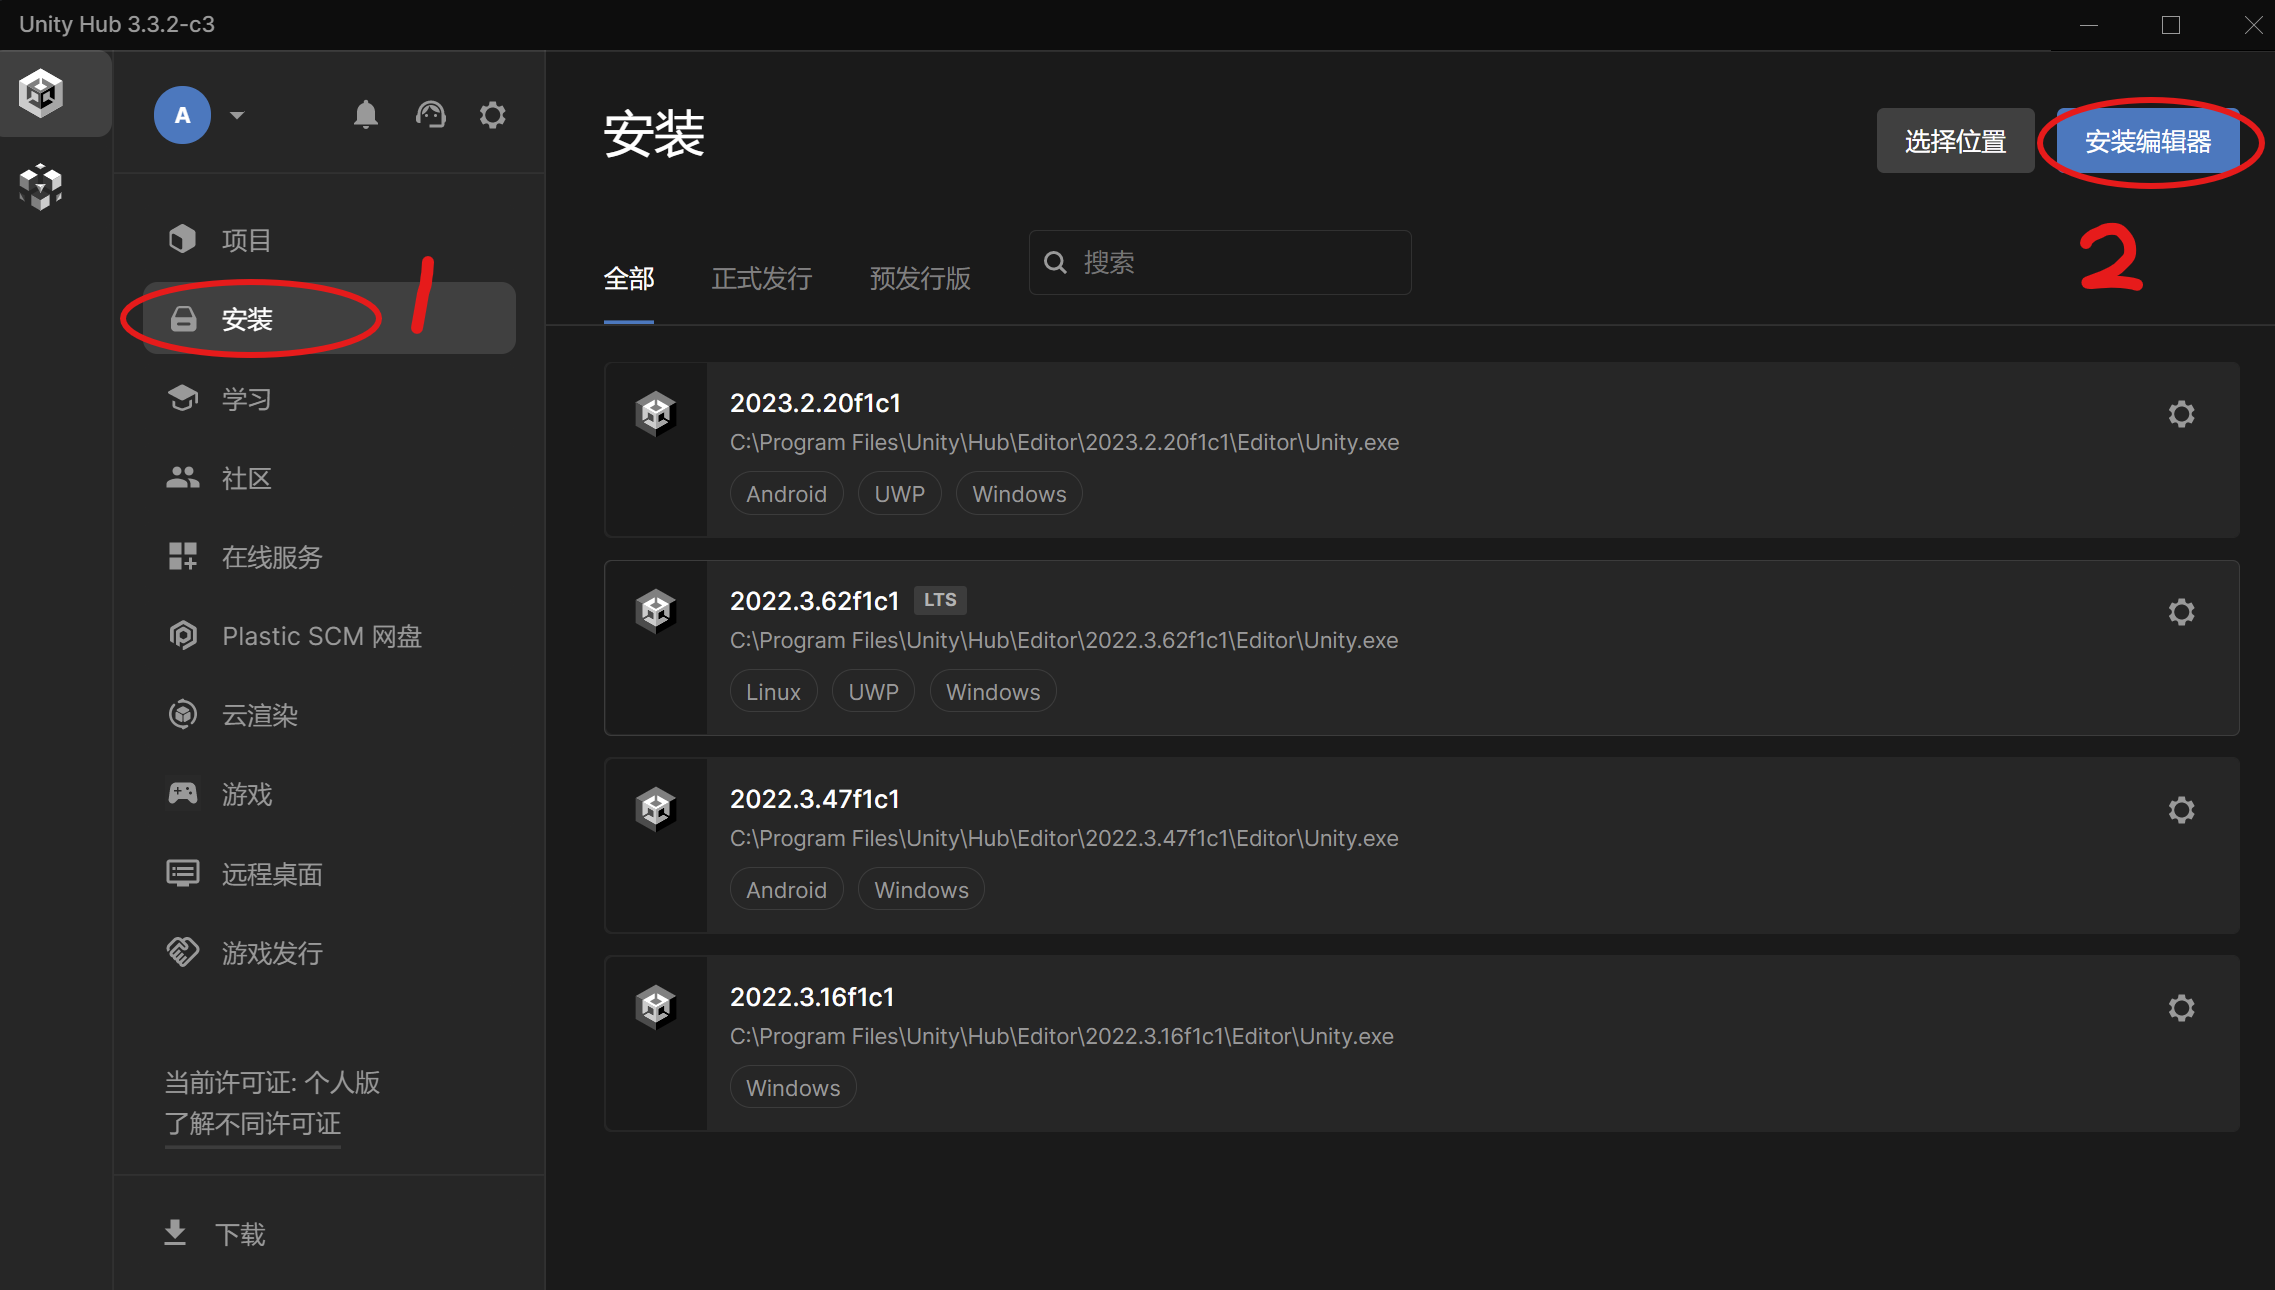 Unity Hub 3.3.2-c3
A
项目
安装
1
学习
社区
在线服务
Plastic SCM 网盘
云渲染
游戏
远程桌面
游戏发行
当前许可证: 个人版
了解不同许可证
下载
安装
选择位置
安装编辑器
2
全部
正式发行
预发行版
搜索
2023.2.20f1c1
C:\Program Files\Unity\Hub\Editor\2023.2.20f1c1\Editor\Unity.exe
Android
UWP
Windows
2022.3.62f1c1 LTS
C:\Program Files\Unity\Hub\Editor\2022.3.62f1c1\Editor\Unity.exe
Linux
UWP
Windows
2022.3.47f1c1
C:\Program Files\Unity\Hub\Editor\2022.3.47f1c1\Editor\Unity.exe
Android
Windows
2022.3.16f1c1
C:\Program Files\Unity\Hub\Editor\2022.3.16f1c1\Editor\Unity.exe
Windows